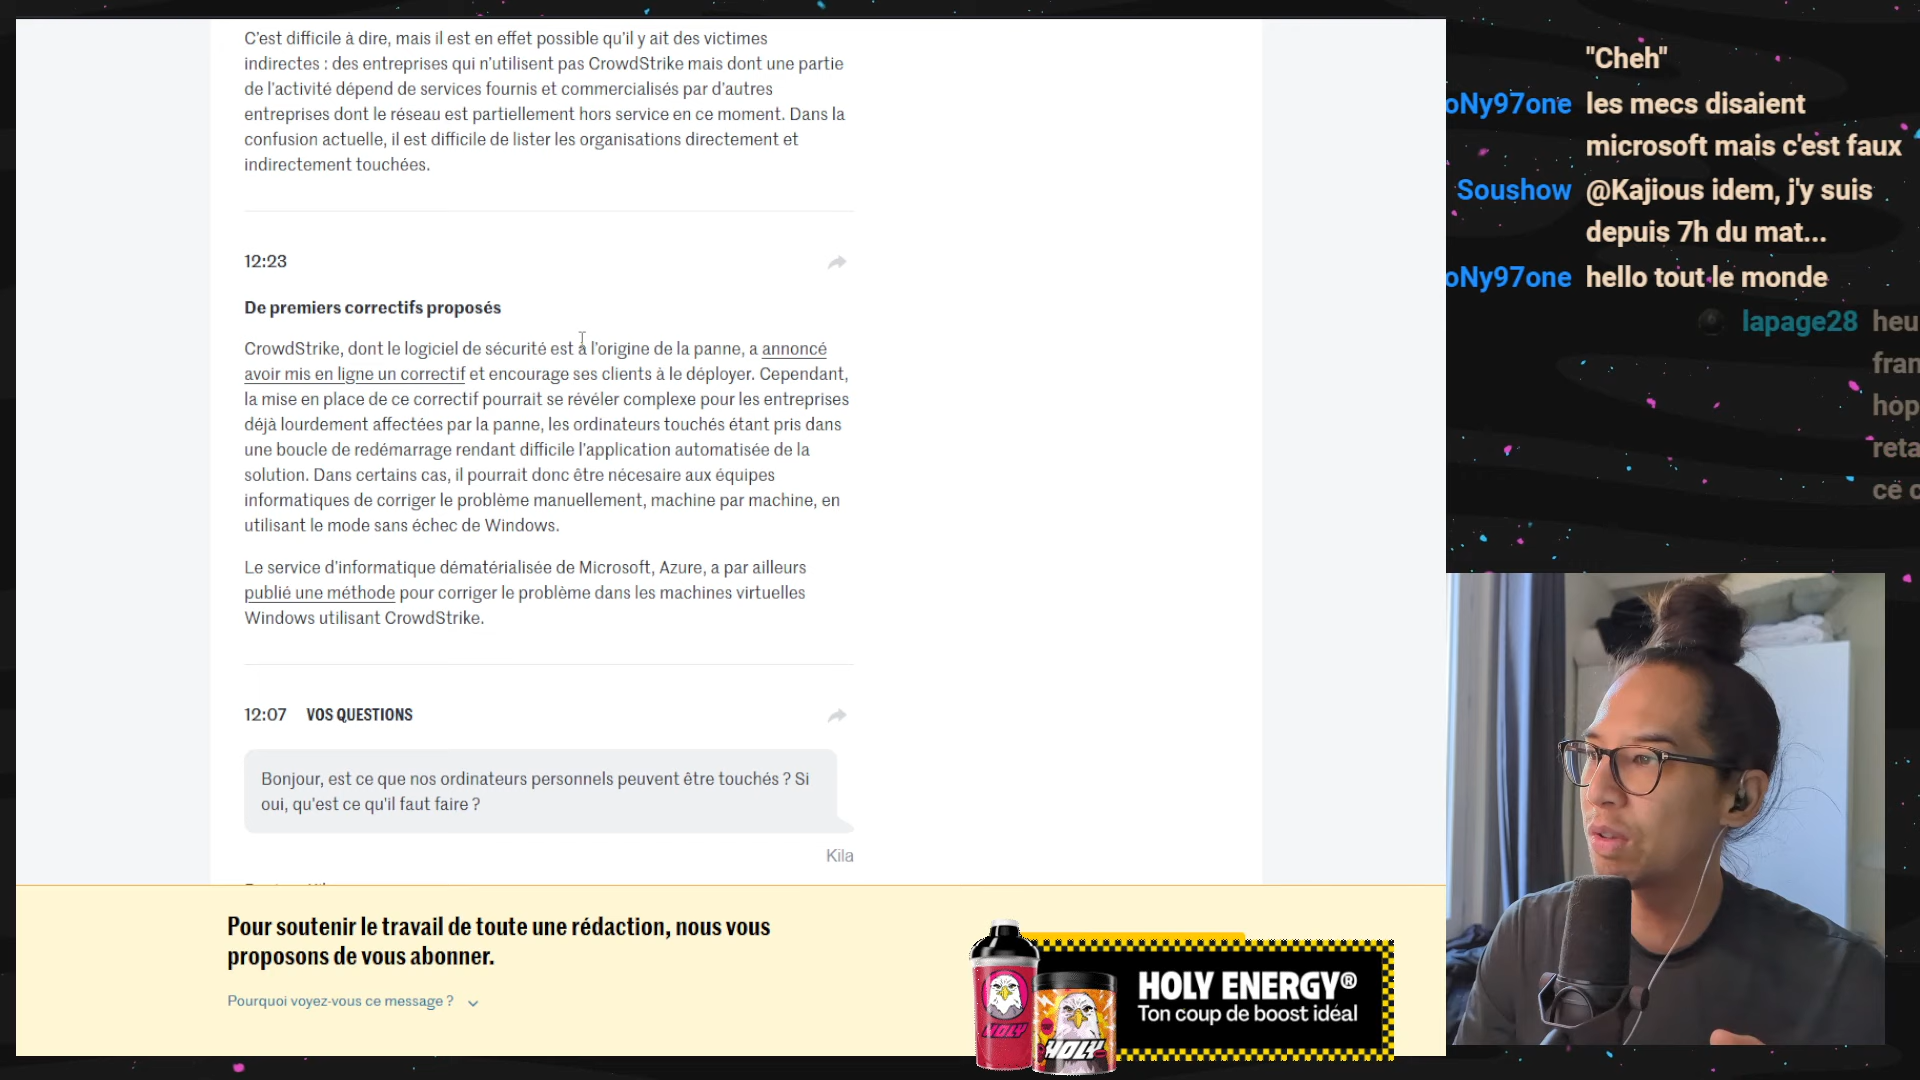 C'est difficile à dire, mais il est en effet possible qu'il y ait des victimes
indirectes : des entreprises qui n'utilisent pas CrowdStrike mais dont une partie
de l'activité dépend de services fournis et commercialisés par d'autres
entreprises dont le réseau est partiellement hors service en ce moment. Dans la
confusion actuelle, il est difficile de lister les organisations directement et
indirectement touchées.
12:23
De premiers correctifs proposés
CrowdStrike, dont le logiciel de sécurité est à l'origine de la panne, a annoncé
avoir mis en ligne un correctif et encourage ses clients à le déployer. Cependant,
la mise en place de ce correctif pourrait se révéler complexe pour les entreprises
déjà lourdement affectées par la panne, les ordinateurs touchés étant pris dans
une boucle de redémarrage rendant difficile l'application automatisée de la
solution. Dans certains cas, il pourrait donc être nécesaire aux équipes
informatiques de corriger le problème manuellement, machine par machine, en
utilisant le mode sans échec de Windows.
Le service d'informatique dématérialisée de Microsoft, Azure, a par ailleurs
publié une méthode pour corriger le problème dans les machines virtuelles
Windows utilisant CrowdStrike.
12:07 VOS QUESTIONS
Bonjour, est ce que nos ordinateurs personnels peuvent être touchés ? Si
oui, qu'est ce qu'il faut faire ?
Kila
Pour soutenir le travail de toute une rédaction, nous vous
proposons de vous abonner.
Pourquoi voyez-vous ce message ?
HOLY ENERGY®
Ton coup de boost idéal
HOLY
HOLY
"Cheh"
oNy97one les mecs disaient
microsoft mais c'est faux
Soushow @Kajious idem, j'y suis
depuis 7h du mat...
oNy97one hello tout le monde
lapage28 heu
fran
hop
reta
ce c